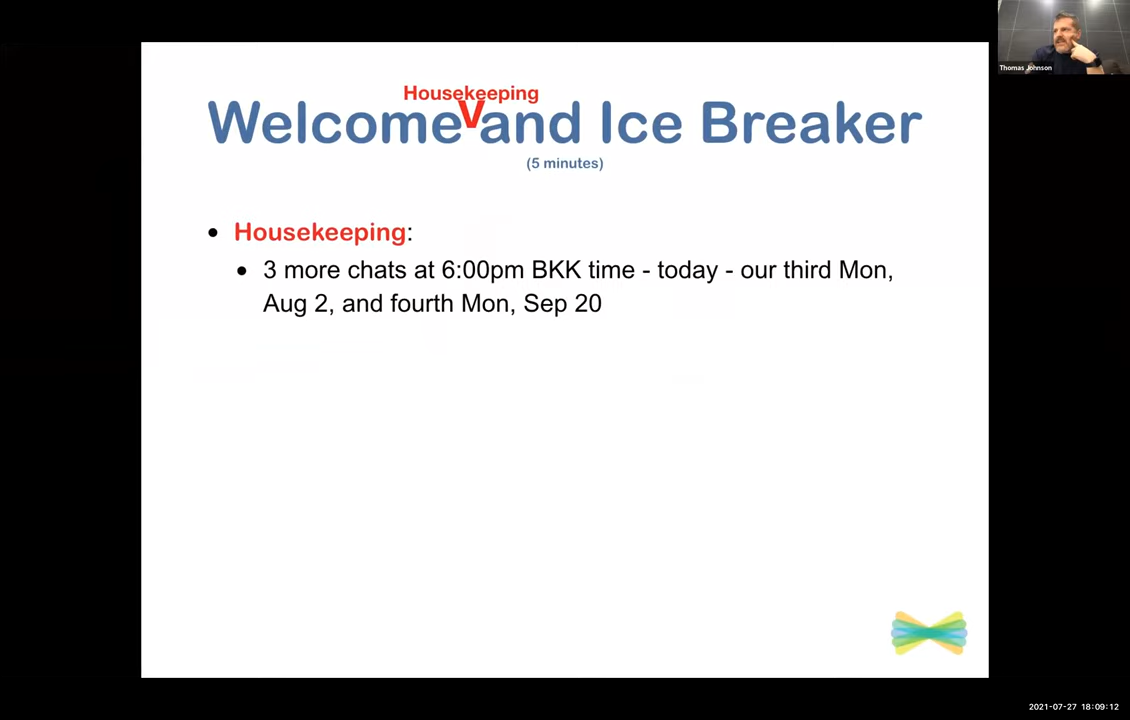 Thomas Johnson
Housekeeping
Welcome V and Ice Breaker
(5 minutes)
• Housekeeping:
• 3 more chats at 6:00pm BKK time - today - our third Mon,
Aug 2, and fourth Mon, Sep 20
2021-07-27 18:09:12